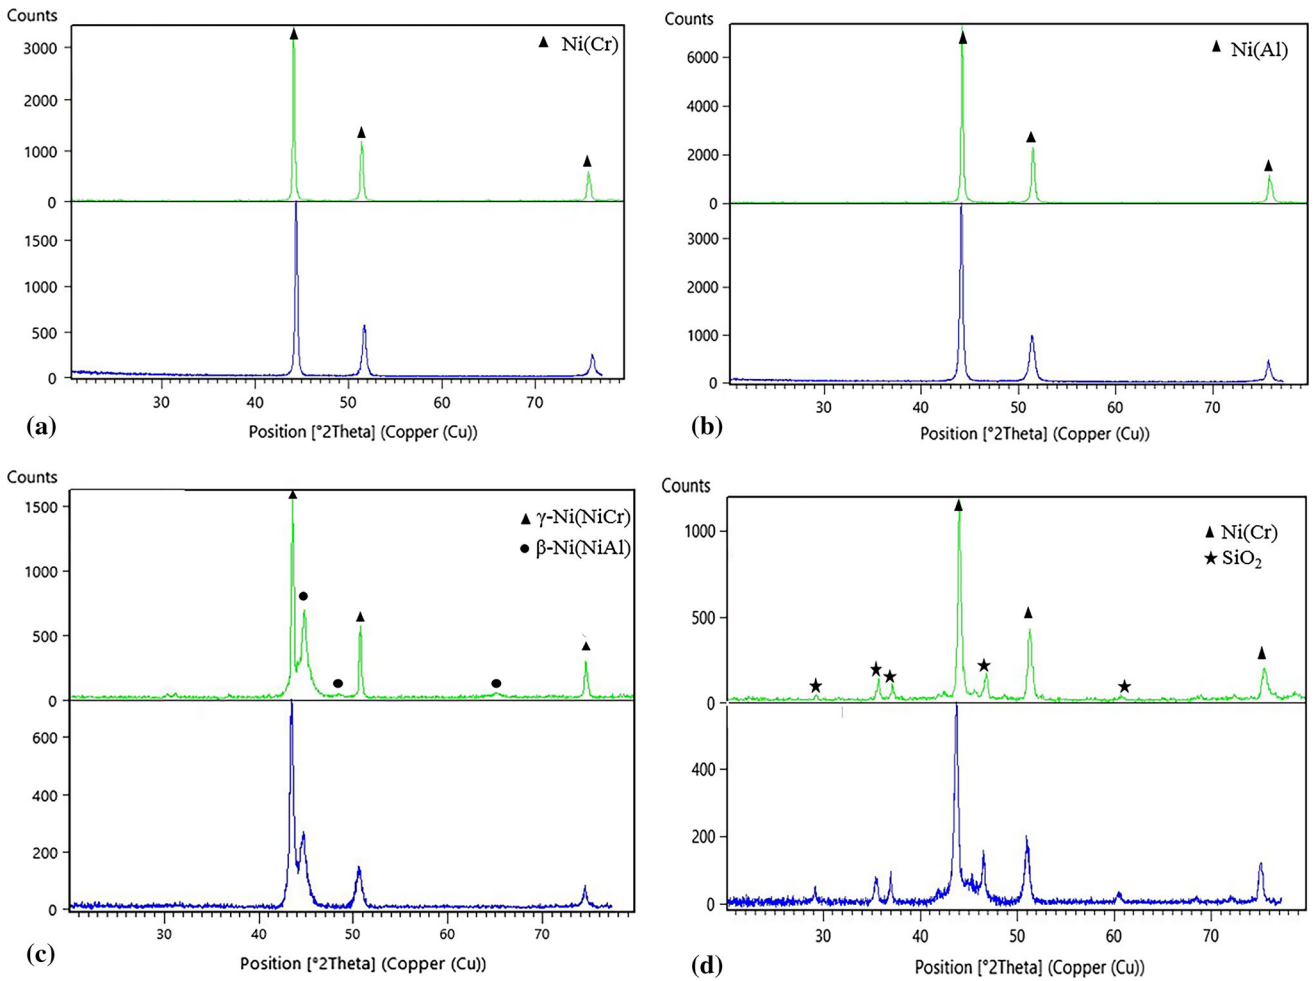 Counts
▲ Ni(Cr)
3000
2000
1000
0
1500
1000
500
0
30 40 50 60 70
Position [°2Theta] (Copper (Cu))
(a)
Counts
▲ Ni(Al)
6000
4000
2000
0
3000
2000
1000
0
30 40 50 60 70
Position [°2Theta] (Copper (Cu))
(b)
Counts
▲ γ-Ni(NiCr)
● β-Ni(NiAl)
1500
1000
500
0
600
400
200
0
30 40 50 60 70
Position [°2Theta] (Copper (Cu))
(c)
Counts
▲ Ni(Cr)
★ SiO₂
1000
500
0
400
200
0
30 40 50 60 70
Position [°2Theta] (Copper (Cu))
(d)